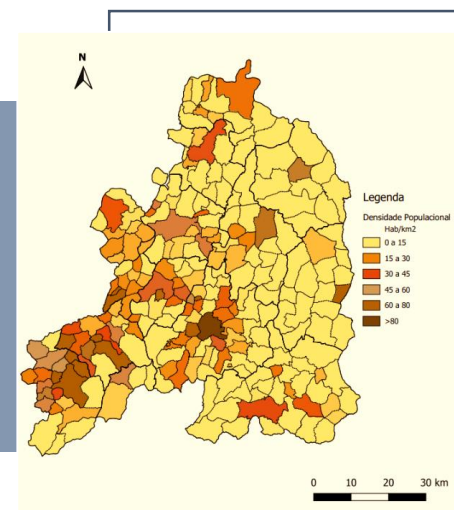 N
Legenda
Densidade Populacional
Hab/km2
0 a 15
15 a 30
30 a 45
45 a 60
60 a 80
>80
0 10 20 30 km